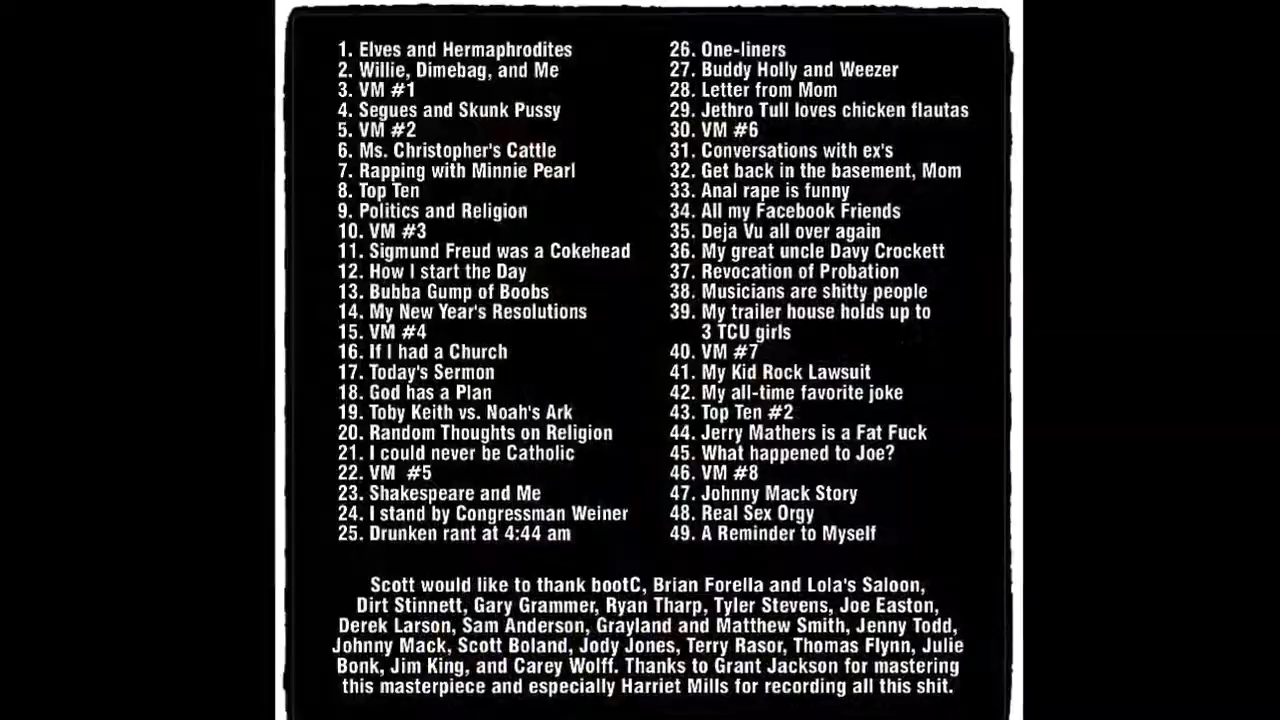 1. Elves and Hermaphrodites
2. Willie, Dimebag, and Me
3. VM #1
4. Segues and Skunk Pussy
5. VM #2
6. Ms. Christopher's Cattle
7. Rapping with Minnie Pearl
8. Top Ten
9. Politics and Religion
10. VM #3
11. Sigmund Freud was a Cokehead
12. How I start the Day
13. Bubba Gump of Boobs
14. My New Year's Resolutions
15. VM #4
16. If I had a Church
17. Today's Sermon
18. God has a Plan
19. Toby Keith vs. Noah's Ark
20. Random Thoughts on Religion
21. I could never be Catholic
22. VM #5
23. Shakespeare and Me
24. I stand by Congressman Weiner
25. Drunken rant at 4:44 am
26. One-liners
27. Buddy Holly and Weezer
28. Letter from Mom
29. Jethro Tull loves chicken flautas
30. VM #6
31. Conversations with ex's
32. Get back in the basement, Mom
33. Anal rape is funny
34. All my Facebook Friends
35. Deja Vu all over again
36. My great uncle Davy Crockett
37. Revocation of Probation
38. Musicians are shitty people
39. My trailer house holds up to
3 TCU girls
40. VM #7
41. My Kid Rock Lawsuit
42. My all-time favorite joke
43. Top Ten #2
44. Jerry Mathers is a Fat Fuck
45. What happened to Joe?
46. VM #8
47. Johnny Mack Story
48. Real Sex Orgy
49. A Reminder to Myself
Scott would like to thank bootC, Brian Forella and Lola's Saloon,
Dirt Stinnett, Gary Grammer, Ryan Tharp, Tyler Stevens, Joe Easton,
Derek Larson, Sam Anderson, Grayland and Matthew Smith, Jenny Todd,
Johnny Mack, Scott Boland, Jody Jones, Terry Rasor, Thomas Flynn, Julie
Bonk, Jim King, and Carey Wolff. Thanks to Grant Jackson for mastering
this masterpiece and especially Harriet Mills for recording all this shit.